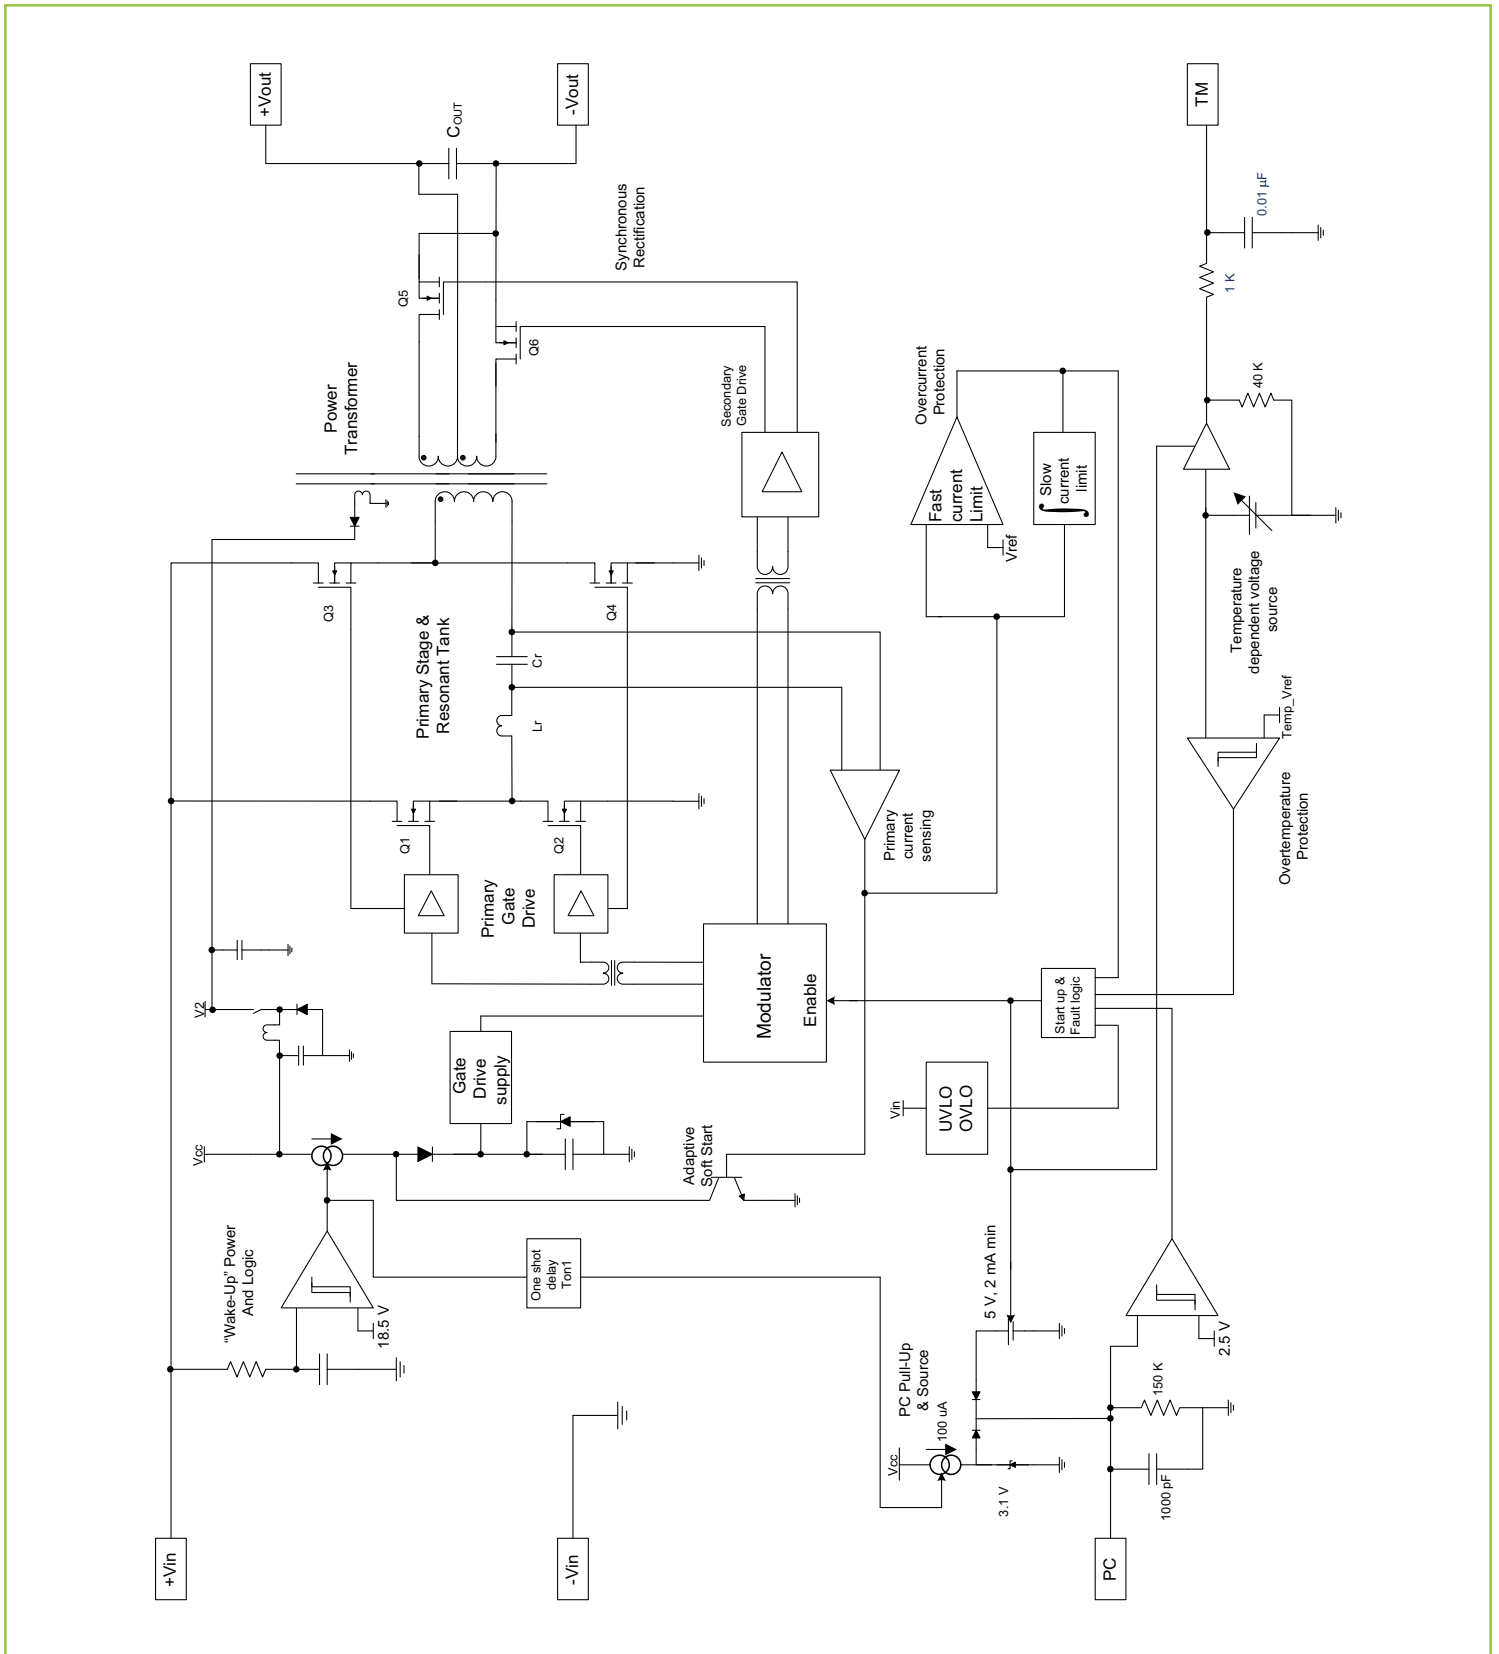 +Vout
-Vout
TM
COUT
0.01 µF
Synchronous
Rectification
1 K
Q5
Q6
Power
Transformer
Secondary
Gate Drive
Overcurrent
Protection
40 K
Fast
current
Limit
Vref
Slow
current
limit
Q3
Q4
Primary Stage &
Resonant Tank
Cr
Lr
Temperature
dependent voltage
source
Temp_Vref
Q1
Q2
Primary
current
sensing
Overtemperature
Protection
Primary
Gate
Drive
Modulator
Enable
Start up &
Fault logic
V2
Gate
Drive
supply
Vin
UVLO
OVLO
Vcc
Adaptive
Soft Start
"Wake-Up" Power
And Logic
18.5 V
One shot
delay
Ton1
5 V, 2 mA min
2.5 V
PC Pull-Up
& Source
100 uA
150 K
Vcc
3.1 V
1000 pF
+Vin
-Vin
PC